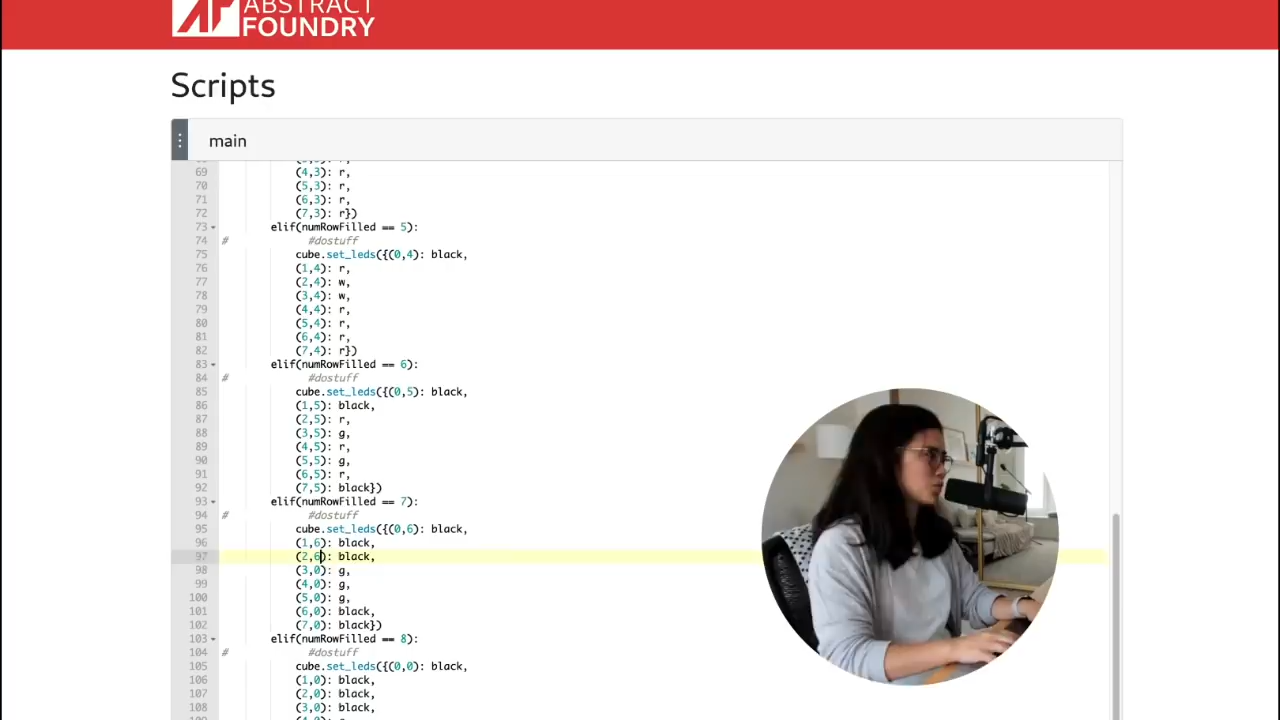 ABSTRACT
FOUNDRY
Scripts
main
69 (4,3): r,
70 (5,3): r,
71 (6,3): r,
72 (7,3): r})
73 elif(numRowFilled == 5):
74 # #dostuff
75 cube.set_leds({(0,4): black,
76 (1,4): r,
77 (2,4): w,
78 (3,4): w,
79 (4,4): r,
80 (5,4): r,
81 (6,4): r,
82 (7,4): r})
83 elif(numRowFilled == 6):
84 # #dostuff
85 cube.set_leds({(0,5): black,
86 (1,5): black,
87 (2,5): r,
88 (3,5): g,
89 (4,5): r,
90 (5,5): g,
91 (6,5): r,
92 (7,5): black})
93 elif(numRowFilled == 7):
94 # #dostuff
95 cube.set_leds({(0,6): black,
96 (1,6): black,
97 (2,6): black,
98 (3,0): g,
99 (4,0): g,
100 (5,0): g,
101 (6,0): black,
102 (7,0): black})
103 elif(numRowFilled == 8):
104 # #dostuff
105 cube.set_leds({(0,0): black,
106 (1,0): black,
107 (2,0): black,
108 (3,0): black,